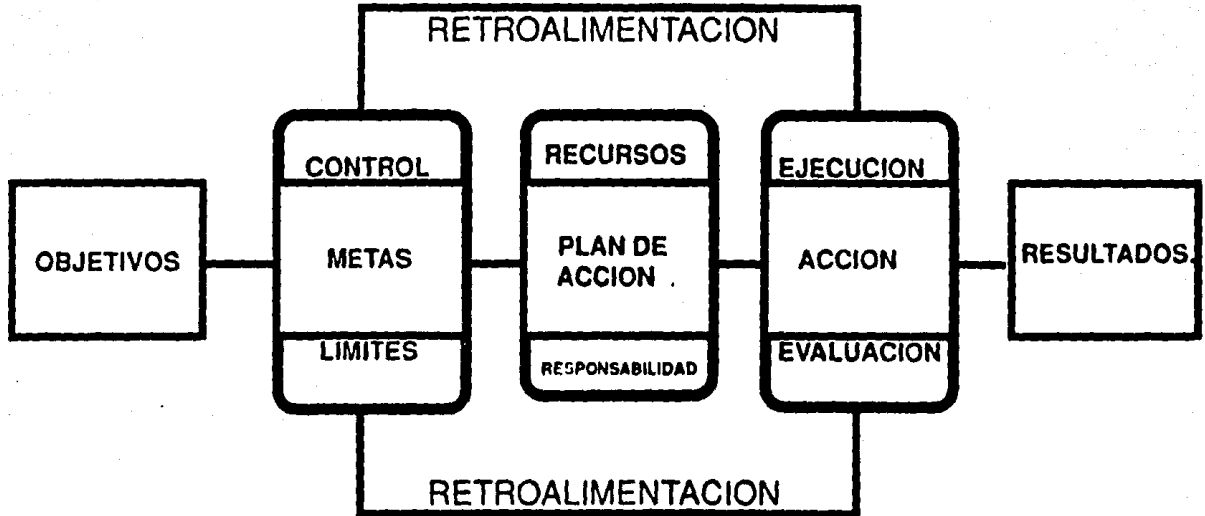 RETROALIMENTACION
CONTROL
METAS
LIMITES
RECURSOS
PLAN DE
ACCION .
RESPONSABILIDAD
EJECUCION
ACCION
EVALUACION
OBJETIVOS
RESULTADOS.
RETROALIMENTACION